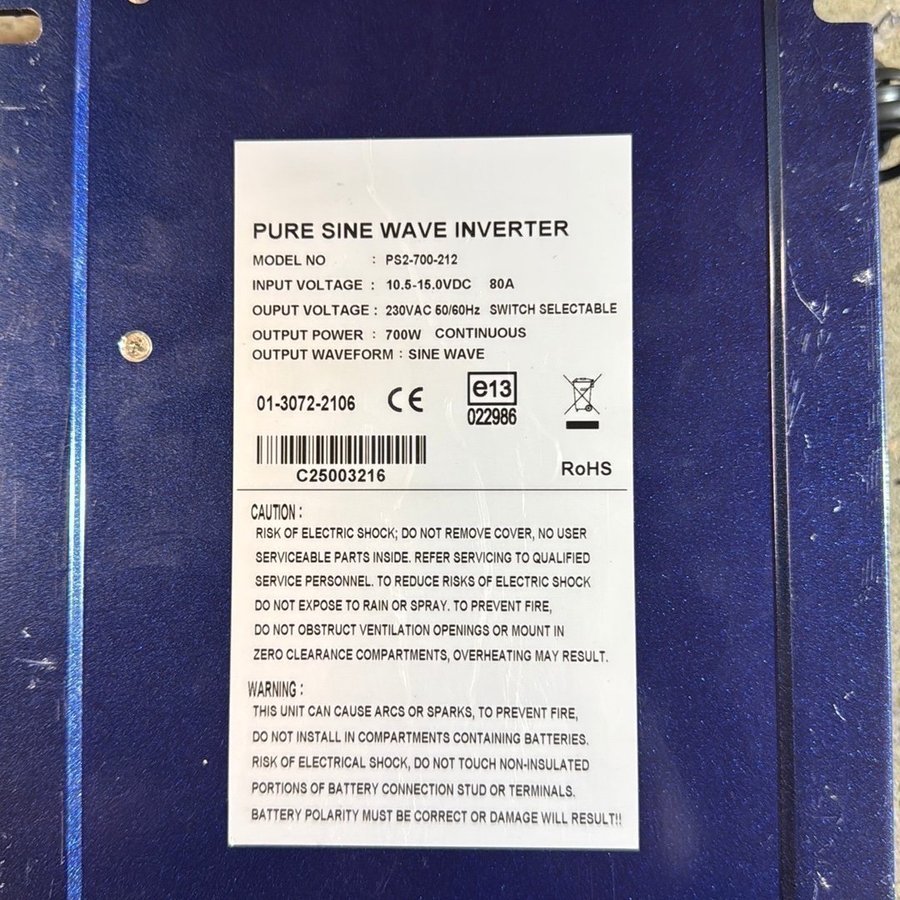 PURE SINE WAVE INVERTER
MODEL NO : PS2-700-212
INPUT VOLTAGE : 10.5-15.0VDC 80A
OUPUT VOLTAGE : 230VAC 50/60Hz SWITCH SELECTABLE
OUTPUT POWER : 700W CONTINUOUS
OUTPUT WAVEFORM : SINE WAVE
01-3072-2106 CE e13
022986
C25003216 RoHS
CAUTION :
RISK OF ELECTRIC SHOCK; DO NOT REMOVE COVER, NO USER
SERVICEABLE PARTS INSIDE. REFER SERVICING TO QUALIFIED
SERVICE PERSONNEL. TO REDUCE RISKS OF ELECTRIC SHOCK
DO NOT EXPOSE TO RAIN OR SPRAY. TO PREVENT FIRE,
DO NOT OBSTRUCT VENTILATION OPENINGS OR MOUNT IN
ZERO CLEARANCE COMPARTMENTS, OVERHEATING MAY RESULT.
WARNING :
THIS UNIT CAN CAUSE ARCS OR SPARKS, TO PREVENT FIRE,
DO NOT INSTALL IN COMPARTMENTS CONTAINING BATTERIES.
RISK OF ELECTRICAL SHOCK, DO NOT TOUCH NON-INSULATED
PORTIONS OF BATTERY CONNECTION STUD OR TERMINALS.
BATTERY POLARITY MUST BE CORRECT OR DAMAGE WILL RESULT!!